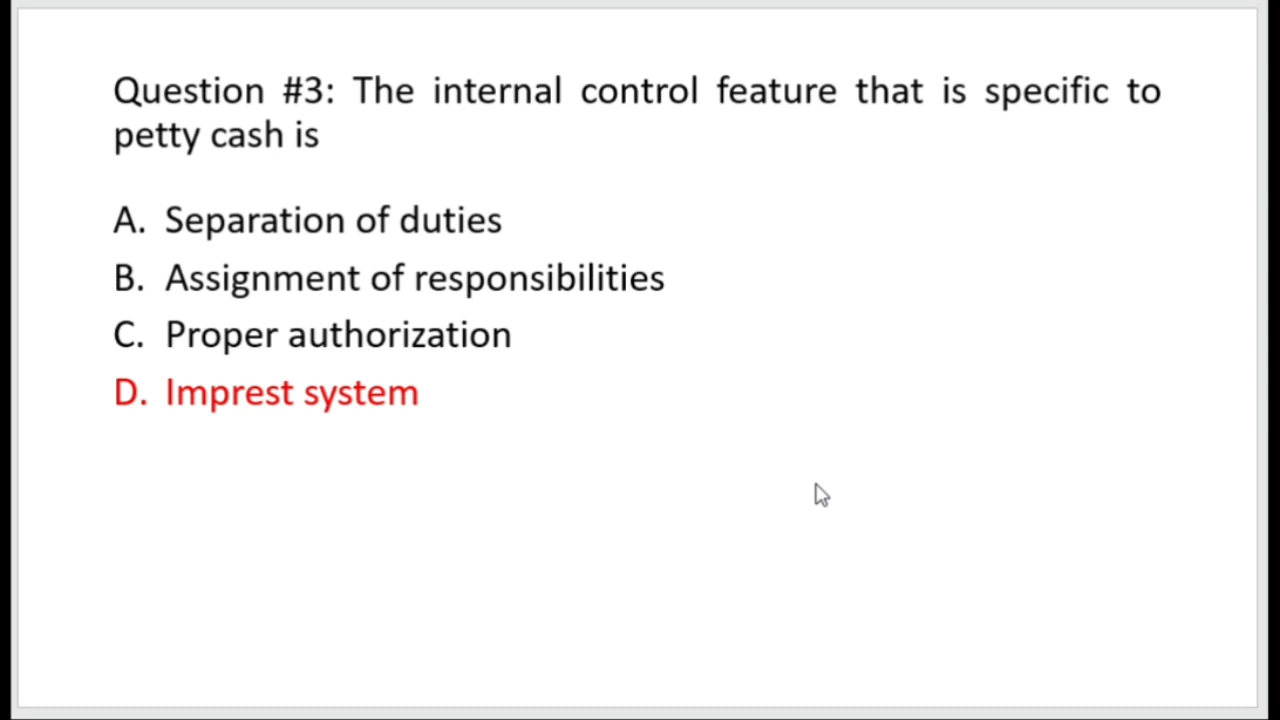 Question #3: The internal control feature that is specific to
petty cash is
A. Separation of duties
B. Assignment of responsibilities
C. Proper authorization
D. Imprest system